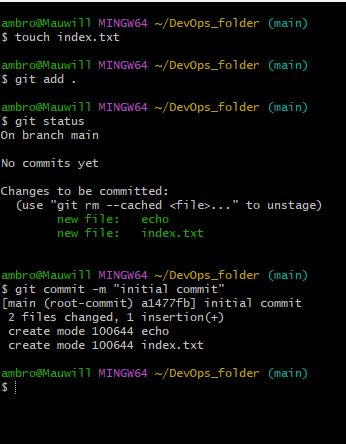 ambro@Mauwill MINGW64 ~/DevOps_folder (main)
$ touch index.txt
ambro@Mauwill MINGW64 ~/DevOps_folder (main)
$ git add .
ambro@Mauwill MINGW64 ~/DevOps_folder (main)
$ git status
On branch main
No commits yet
Changes to be committed:
  (use "git rm --cached <file>..." to unstage)
        new file:   echo
        new file:   index.txt
ambro@Mauwill MINGW64 ~/DevOps_folder (main)
$ git commit -m "initial commit"
[main (root-commit) a1477fb] initial commit
 2 files changed, 1 insertion(+)
 create mode 100644 echo
 create mode 100644 index.txt
ambro@Mauwill MINGW64 ~/DevOps_folder (main)
$